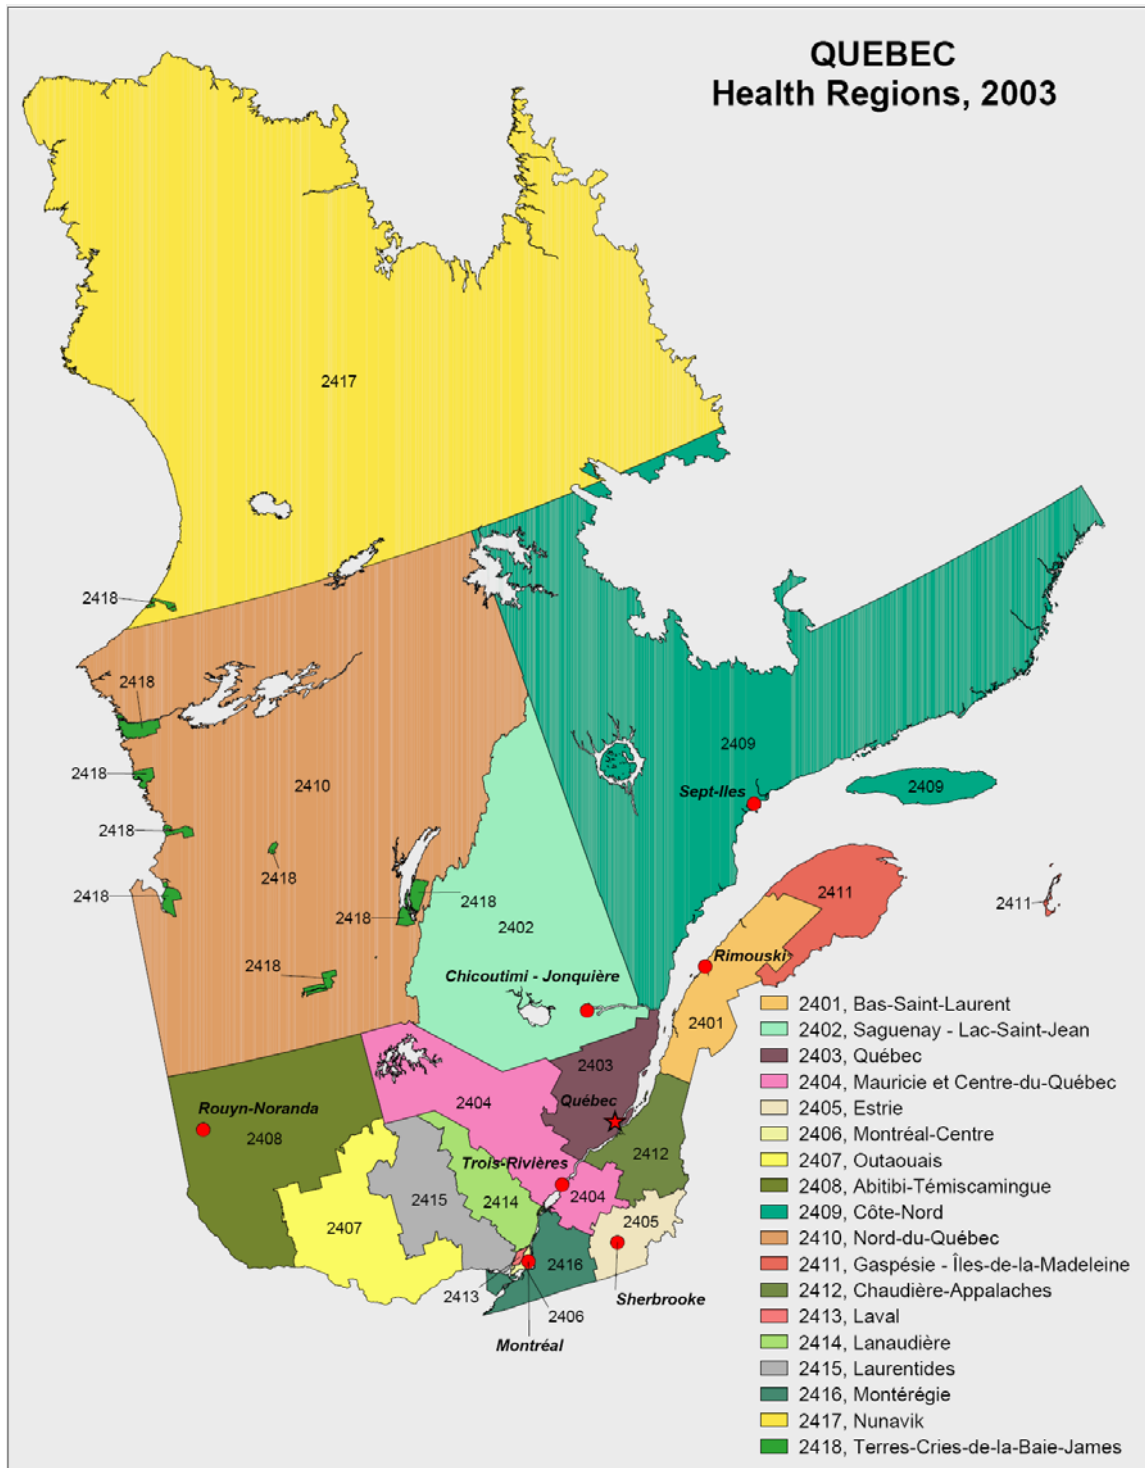 QUEBEC
Health Regions, 2003
2417
2418
2418
2409
2418
2410
Sept-Iles
2409
2418
2418
2411
2418
2418
2411
2418
2402
2418
Rimouski
Chicoutimi - Jonquière
2401
2403
Québec
2404
Rouyn-Noranda
2408
2412
Trois-Rivières
2404
2415
2414
2405
2407
2416
2413
2406
Sherbrooke
Montréal
2401, Bas-Saint-Laurent
2402, Saguenay - Lac-Saint-Jean
2403, Québec
2404, Mauricie et Centre-du-Québec
2405, Estrie
2406, Montréal-Centre
2407, Outaouais
2408, Abitibi-Témiscamingue
2409, Côte-Nord
2410, Nord-du-Québec
2411, Gaspésie - Îles-de-la-Madeleine
2412, Chaudière-Appalaches
2413, Laval
2414, Lanaudière
2415, Laurentides
2416, Montérégie
2417, Nunavik
2418, Terres-Cries-de-la-Baie-James